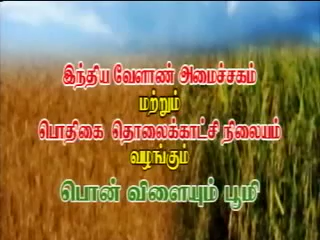 இந்திய வேளாண் அமைச்சகம்
மற்றும்
பொதிகை தொலைக்காட்சி நிலையம்
வழங்கும்
பொன் விளையும் பூமி